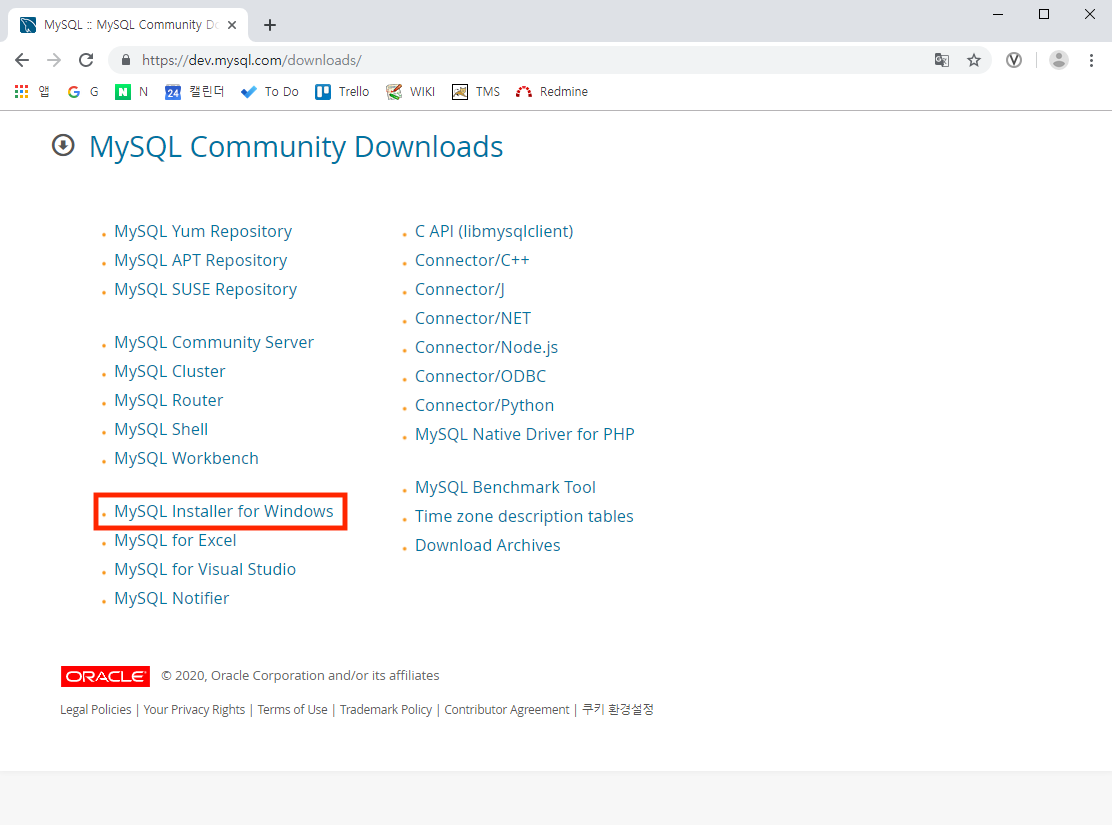 MySQL :: MySQL Community Do
https://dev.mysql.com/downloads/
앱 G N 24 캘린더 To Do Trello WIKI TMS Redmine
MySQL Community Downloads
MySQL Yum Repository
MySQL APT Repository
MySQL SUSE Repository
MySQL Community Server
MySQL Cluster
MySQL Router
MySQL Shell
MySQL Workbench
MySQL Installer for Windows
MySQL for Excel
MySQL for Visual Studio
MySQL Notifier
C API (libmysqlclient)
Connector/C++
Connector/J
Connector/NET
Connector/Node.js
Connector/ODBC
Connector/Python
MySQL Native Driver for PHP
MySQL Benchmark Tool
Time zone description tables
Download Archives
ORACLE © 2020, Oracle Corporation and/or its affiliates
Legal Policies | Your Privacy Rights | Terms of Use | Trademark Policy | Contributor Agreement | 쿠키 환경설정